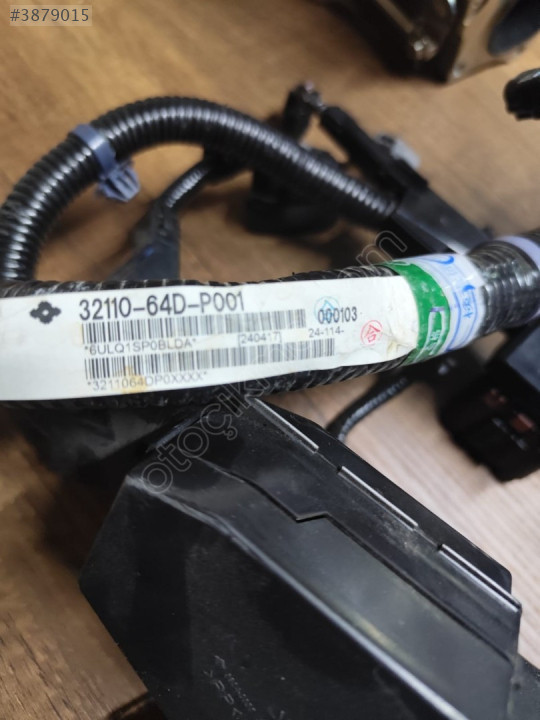 #3879015
32110-64D-P001
000103
*6ULQ1SP0BLDA*
[240417]
24-114-
*3211064DP0XXXX*